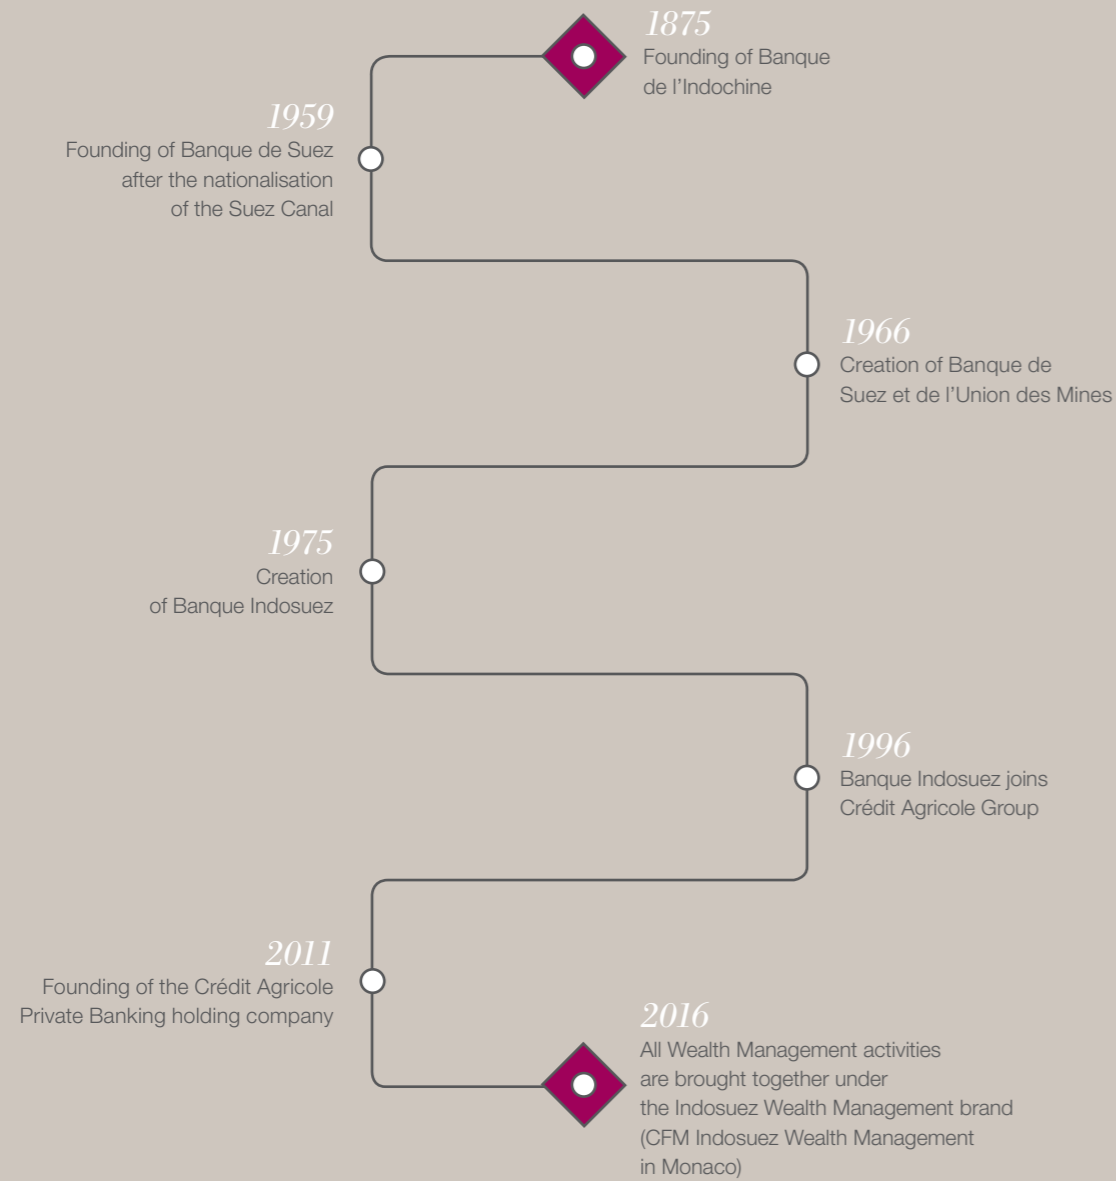 1875
Founding of Banque
de l’Indochine
1959
Founding of Banque de Suez
after the nationalisation
of the Suez Canal
1966
Creation of Banque de
Suez et de l’Union des Mines
1975
Creation
of Banque Indosuez
1996
Banque Indosuez joins
Crédit Agricole Group
2011
Founding of the Crédit Agricole
Private Banking holding company
2016
All Wealth Management activities
are brought together under
the Indosuez Wealth Management brand
(CFM Indosuez Wealth Management
in Monaco)